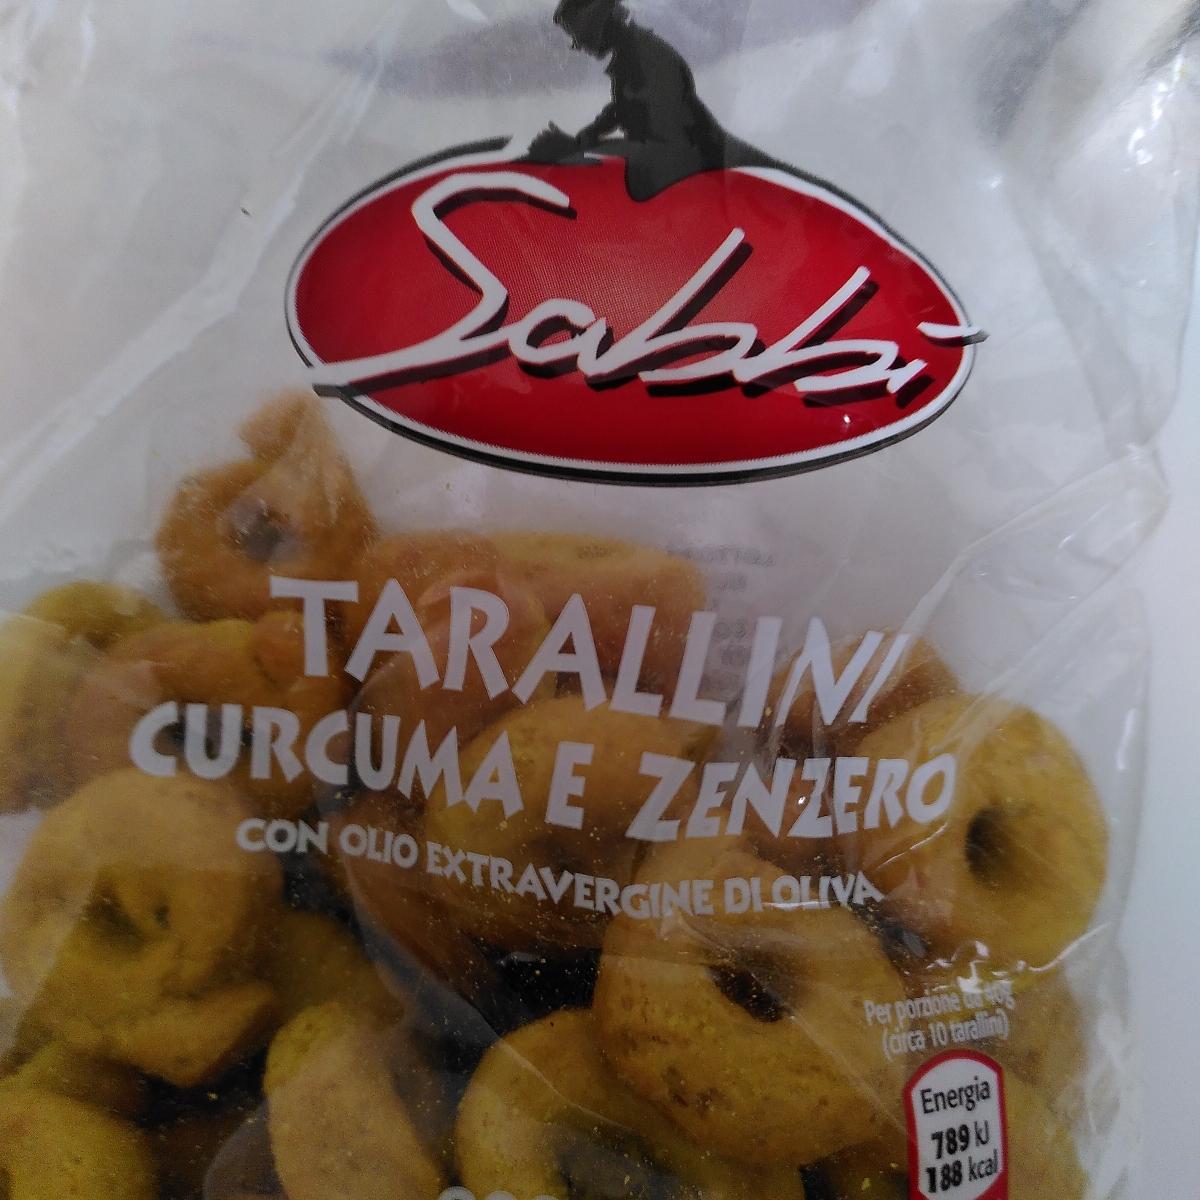 Sabbi
TARALLINI
CURCUMA E ZENZERO
CON OLIO EXTRAVERGINE DI OLIVA
Per porzione da 40g
(circa 10 tarallini)
Energia
789 kJ
188 kcal